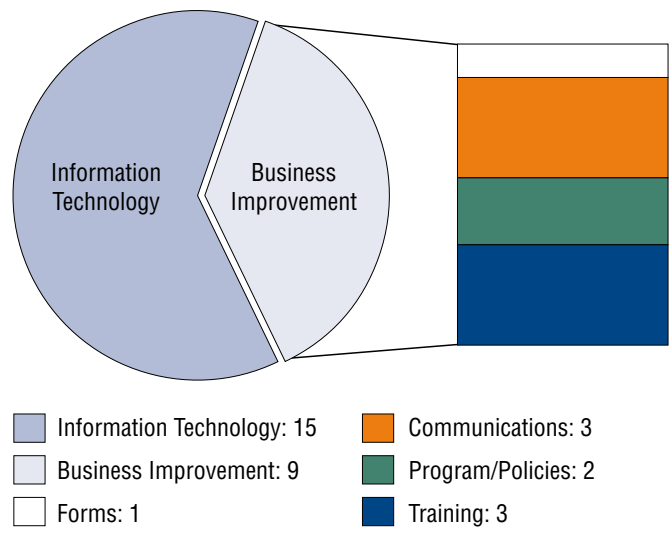 Information
Technology
Business
Improvement
Information Technology: 15
Business Improvement: 9
Forms: 1
Communications: 3
Program/Policies: 2
Training: 3